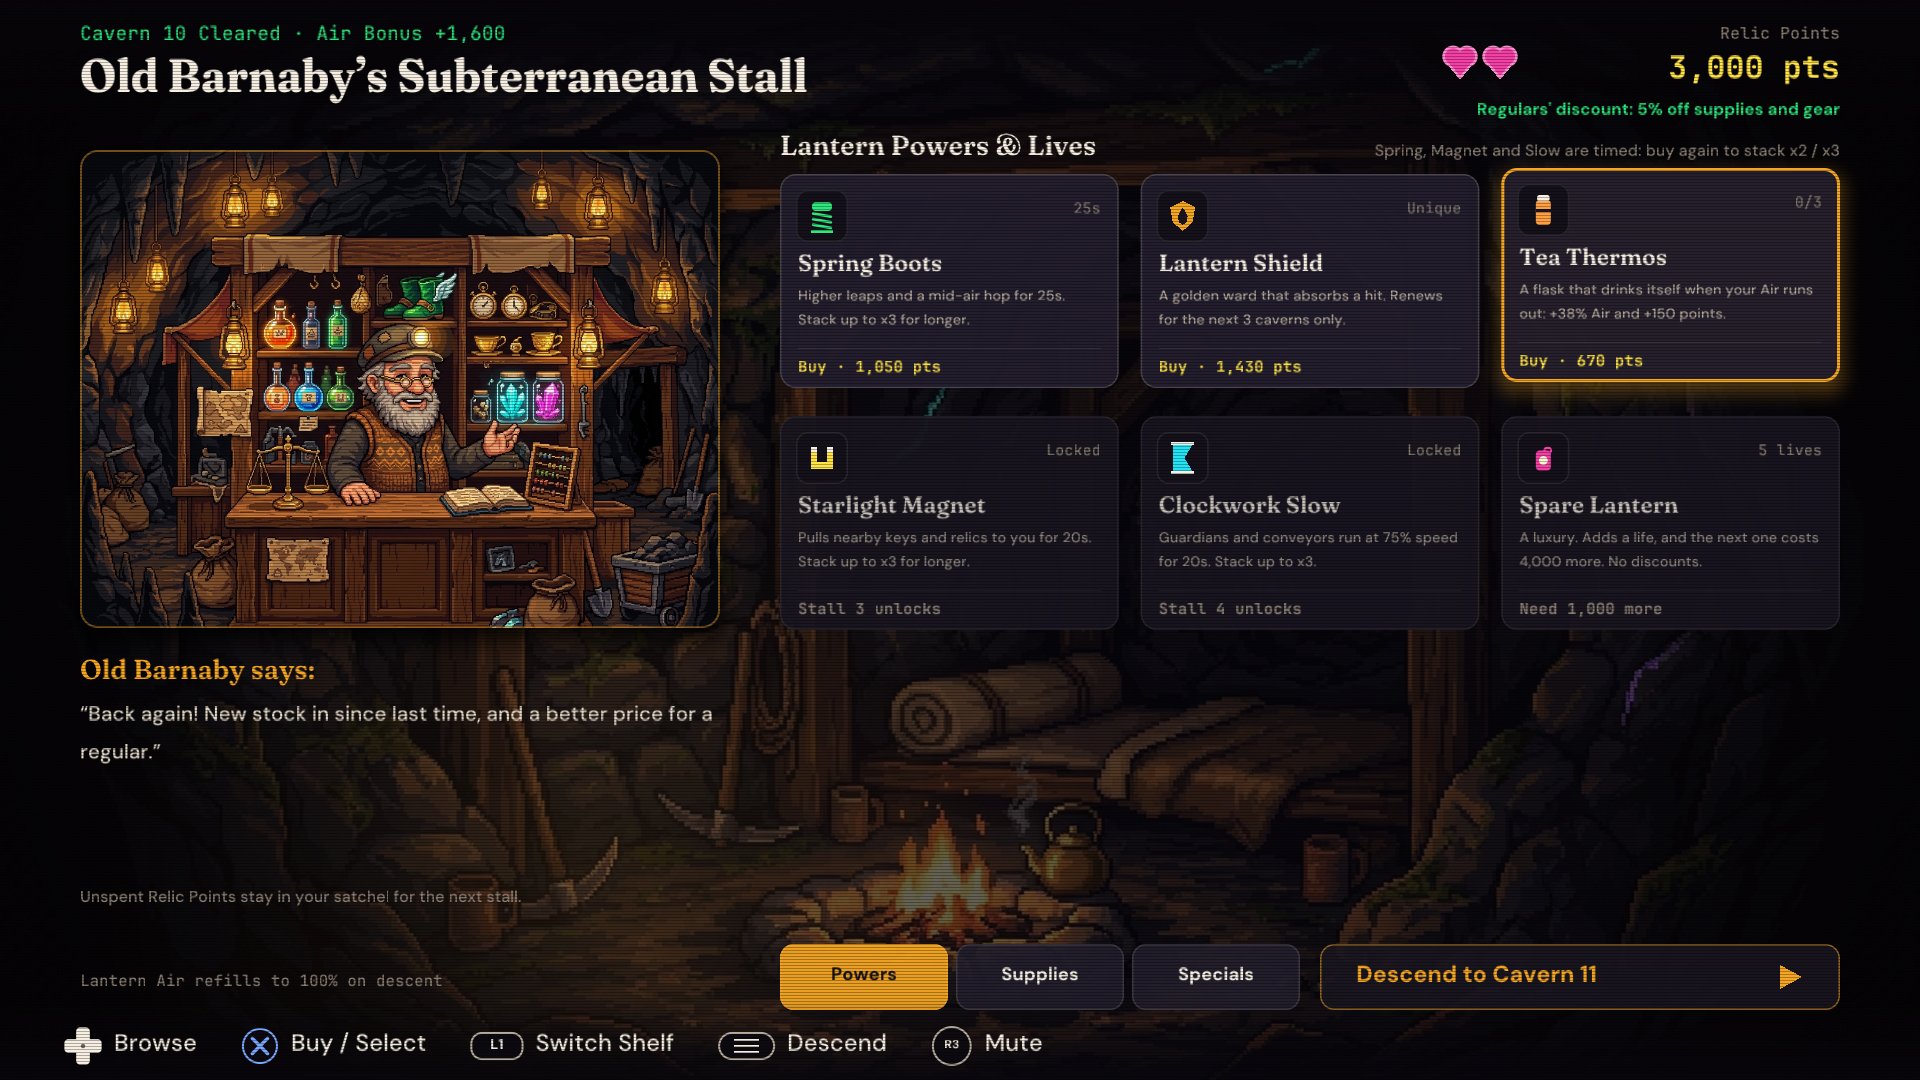 Cavern 10 Cleared · Air Bonus +1,600
Old Barnaby’s Subterranean Stall
Relic Points
3,000 pts
Regulars’ discount: 5% off supplies and gear
Lantern Powers & Lives
Spring, Magnet and Slow are timed: buy again to stack x2 / x3
25s
Spring Boots
Higher leaps and a mid-air hop for 25s.
Stack up to x3 for longer.
Buy · 1,050 pts
Unique
Lantern Shield
A golden ward that absorbs a hit. Renews
for the next 3 caverns only.
Buy · 1,430 pts
0/3
Tea Thermos
A flask that drinks itself when your Air runs
out: +38% Air and +150 points.
Buy · 670 pts
Locked
Starlight Magnet
Pulls nearby keys and relics to you for 20s.
Stack up to x3 for longer.
Stall 3 unlocks
Locked
Clockwork Slow
Guardians and conveyors run at 75% speed
for 20s. Stack up to x3.
Stall 4 unlocks
5 lives
Spare Lantern
A luxury. Adds a life, and the next one costs
4,000 more. No discounts.
Need 1,000 more
Old Barnaby says:
“Back again! New stock in since last time, and a better price for a
regular.”
Unspent Relic Points stay in your satchel for the next stall.
Lantern Air refills to 100% on descent
Powers
Supplies
Specials
Descend to Cavern 11
Browse
Buy / Select
L1
Switch Shelf
Descend
R3
Mute